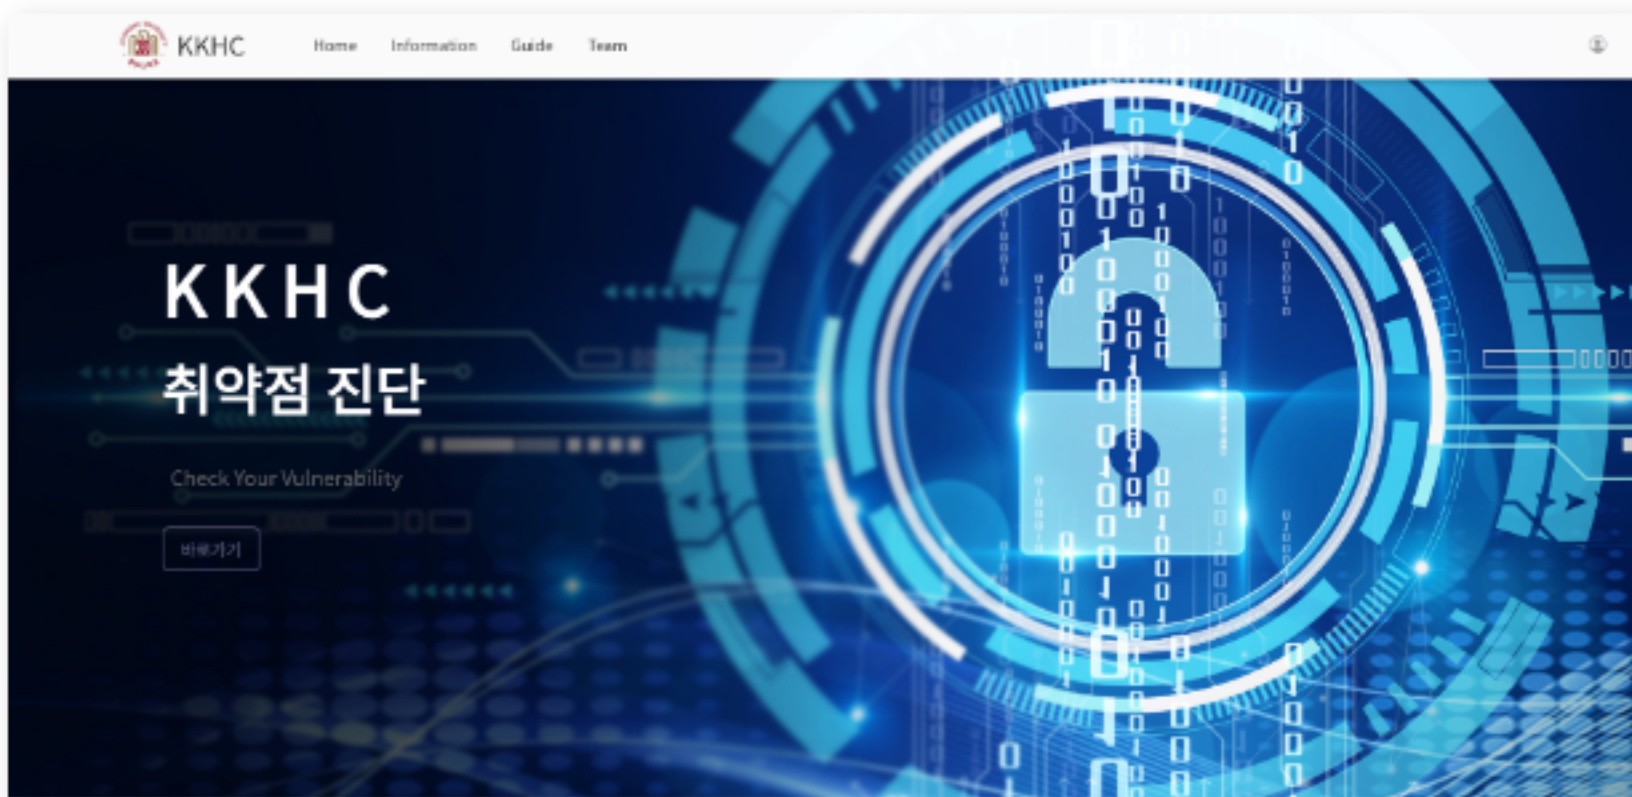 KKHC Home Information Guide Team
KKHC
취약점 진단
Check Your Vulnerability
바로가기